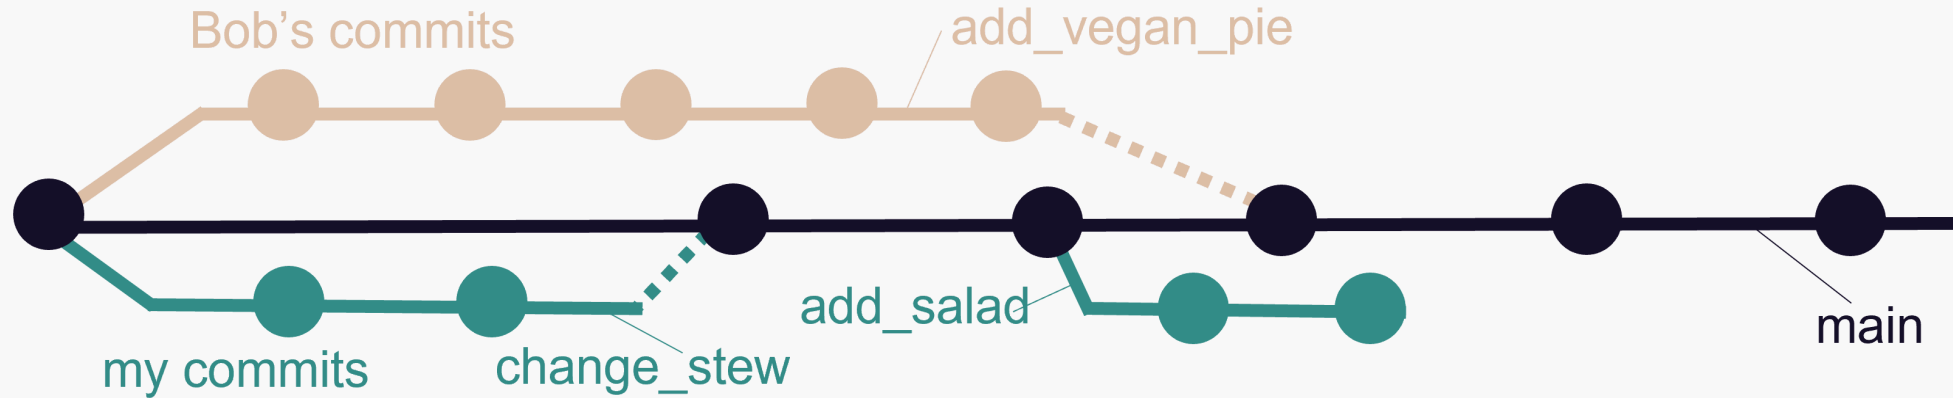 Bob’s commits
add_vegan_pie
add_salad
main
my commits
change_stew